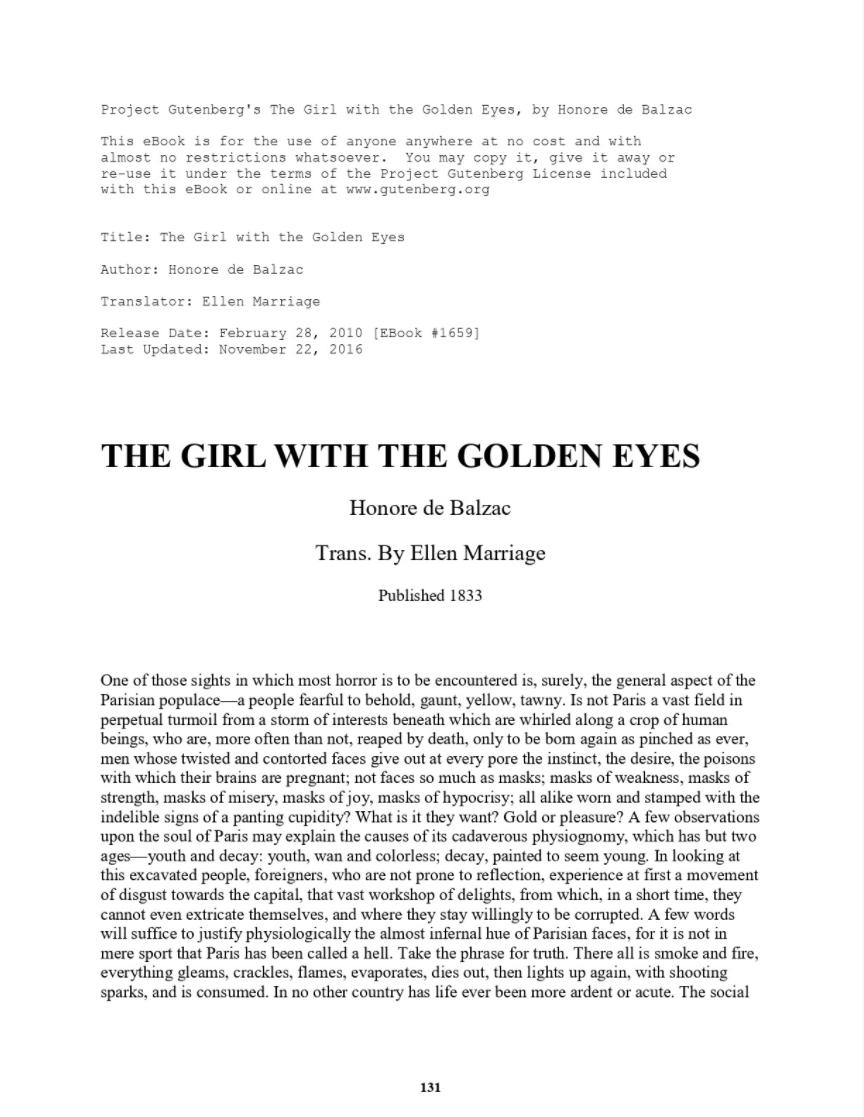 Project Gutenberg's The Girl with the Golden Eyes, by Honore de Balzac
This eBook is for the use of anyone anywhere at no cost and with
almost no restrictions whatsoever.  You may copy it, give it away or
re-use it under the terms of the Project Gutenberg License included
with this eBook or online at www.gutenberg.org
Title: The Girl with the Golden Eyes
Author: Honore de Balzac
Translator: Ellen Marriage
Release Date: February 28, 2010 [EBook #1659]
Last Updated: November 22, 2016
THE GIRL WITH THE GOLDEN EYES
Honore de Balzac
Trans. By Ellen Marriage
Published 1833
One of those sights in which most horror is to be encountered is, surely, the general aspect of the
Parisian populace—a people fearful to behold, gaunt, yellow, tawny. Is not Paris a vast field in
perpetual turmoil from a storm of interests beneath which are whirled along a crop of human
beings, who are, more often than not, reaped by death, only to be born again as pinched as ever,
men whose twisted and contorted faces give out at every pore the instinct, the desire, the poisons
with which their brains are pregnant; not faces so much as masks; masks of weakness, masks of
strength, masks of misery, masks of joy, masks of hypocrisy; all alike worn and stamped with the
indelible signs of a panting cupidity? What is it they want? Gold or pleasure? A few observations
upon the soul of Paris may explain the causes of its cadaverous physiognomy, which has but two
ages—youth and decay: youth, wan and colorless; decay, painted to seem young. In looking at
this excavated people, foreigners, who are not prone to reflection, experience at first a movement
of disgust towards the capital, that vast workshop of delights, from which, in a short time, they
cannot even extricate themselves, and where they stay willingly to be corrupted. A few words
will suffice to justify physiologically the almost infernal hue of Parisian faces, for it is not in
mere sport that Paris has been called a hell. Take the phrase for truth. There all is smoke and fire,
everything gleams, crackles, flames, evaporates, dies out, then lights up again, with shooting
sparks, and is consumed. In no other country has life ever been more ardent or acute. The social
131